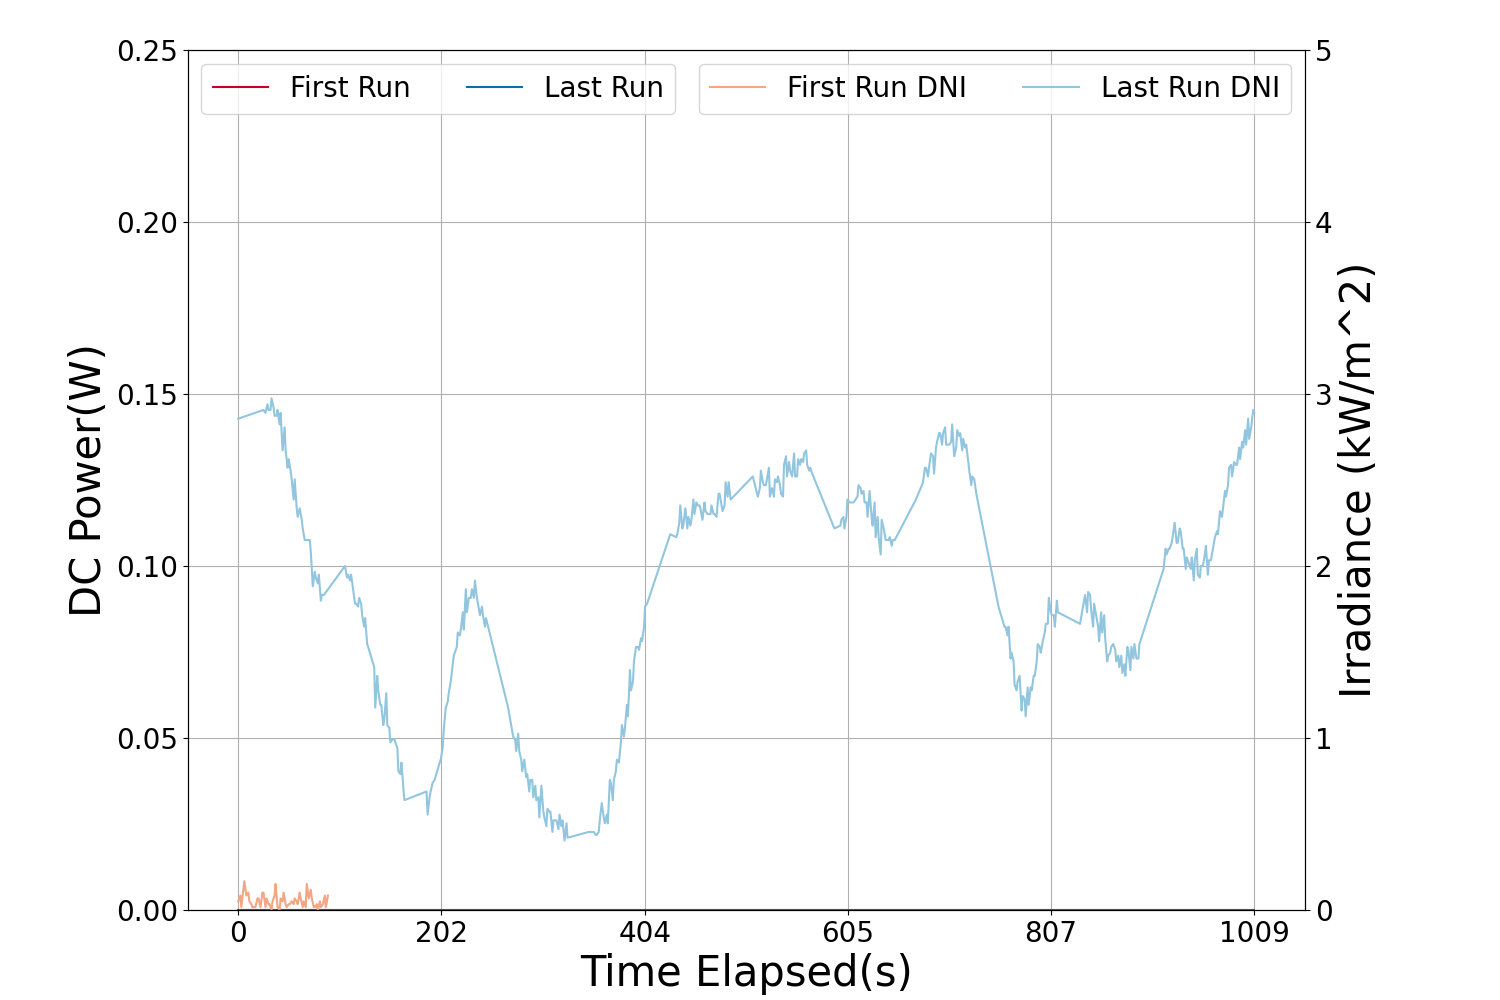 First Run
Last Run
First Run DNI
Last Run DNI
DC Power(W)
0.25
0.20
0.15
0.10
0.05
0.00
5
4
3
2
1
0
Irradiance (kW/m^2)
0
202
404
605
807
1009
Time Elapsed(s)